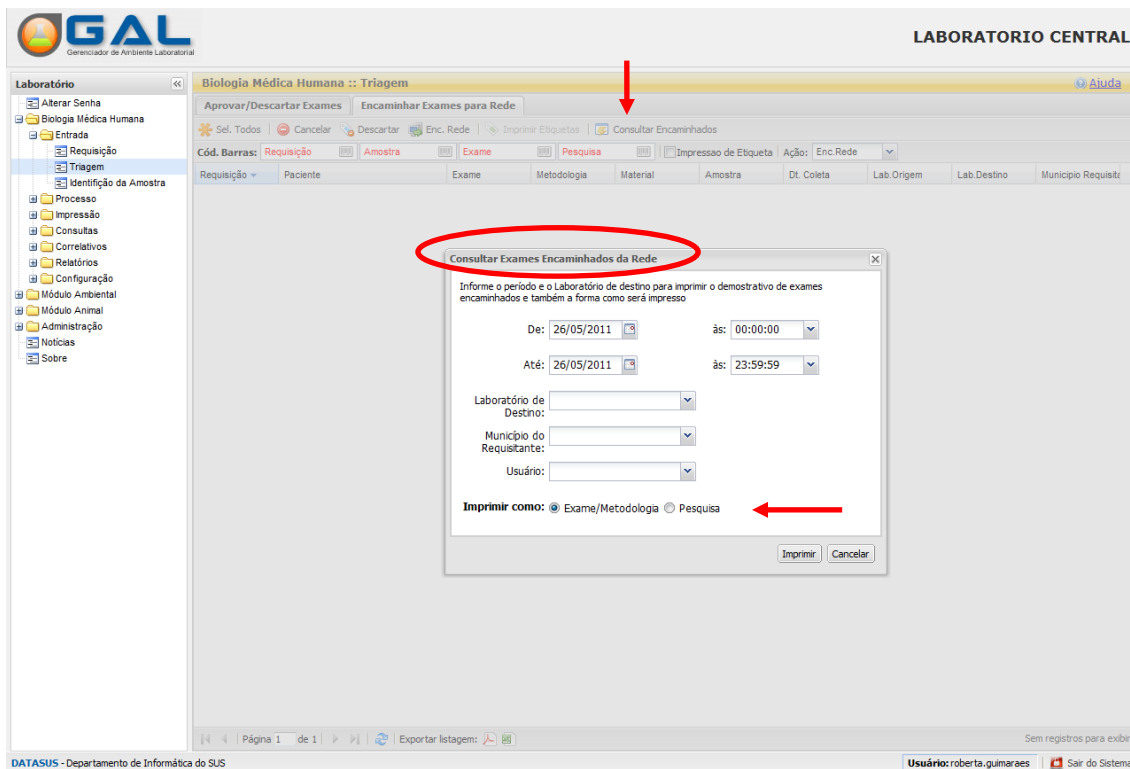 GAL
Gerenciador de Ambiente Laboratorial
LABORATORIO CENTRAL
Laboratório
Alterar Senha
Biologia Médica Humana
Entrada
Requisição
Triagem
Identifição da Amostra
Processo
Impressão
Consultas
Correlativos
Relatórios
Configuração
Módulo Ambiental
Módulo Animal
Administração
Notícias
Sobre
Biologia Médica Humana :: Triagem
Ajuda
Aprovar/Descartar Exames Encaminhar Exames para Rede
Sel. Todos Cancelar Descartar Enc. Rede Imprimir Etiquetas Consultar Encaminhados
Cód. Barras: Requisição Amostra Exame Pesquisa Impressao de Etiqueta Ação: Enc.Rede
Requisição Paciente Exame Metodologia Material Amostra Dt. Coleta Lab.Origem Lab.Destino Municipio Requisita
Consultar Exames Encaminhados da Rede
Informe o período e o Laboratório de destino para imprimir o demostrativo de exames
encaminhados e também a forma como será impresso
De: 26/05/2011 às: 00:00:00
Até: 26/05/2011 às: 23:59:59
Laboratório de
Destino:
Município do
Requisitante:
Usuário:
Imprimir como: Exame/Metodologia Pesquisa
Imprimir Cancelar
Página 1 de 1 Exportar listagem: Sem registros para exibir
DATASUS - Departamento de Informática do SUS Usuário: roberta.guimaraes Sair do Sistema